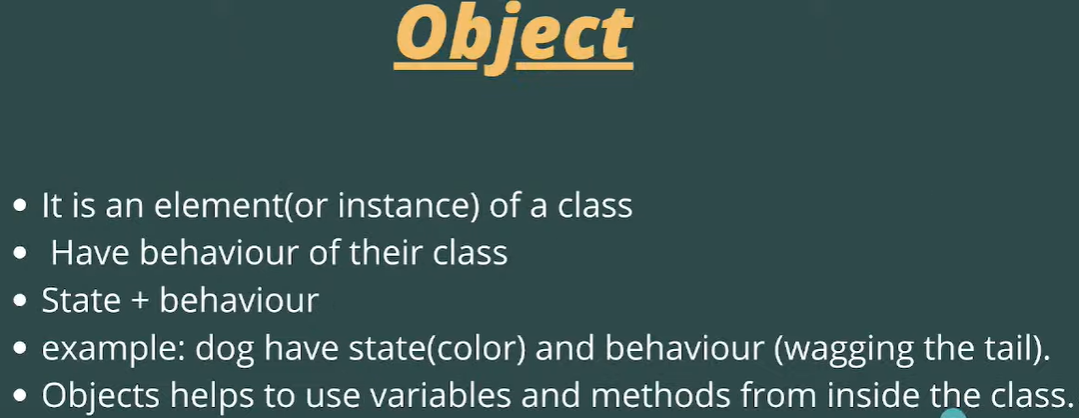 Object
• It is an element(or instance) of a class
• Have behaviour of their class
• State + behaviour
• example: dog have state(color) and behaviour (wagging the tail).
• Objects helps to use variables and methods from inside the class.